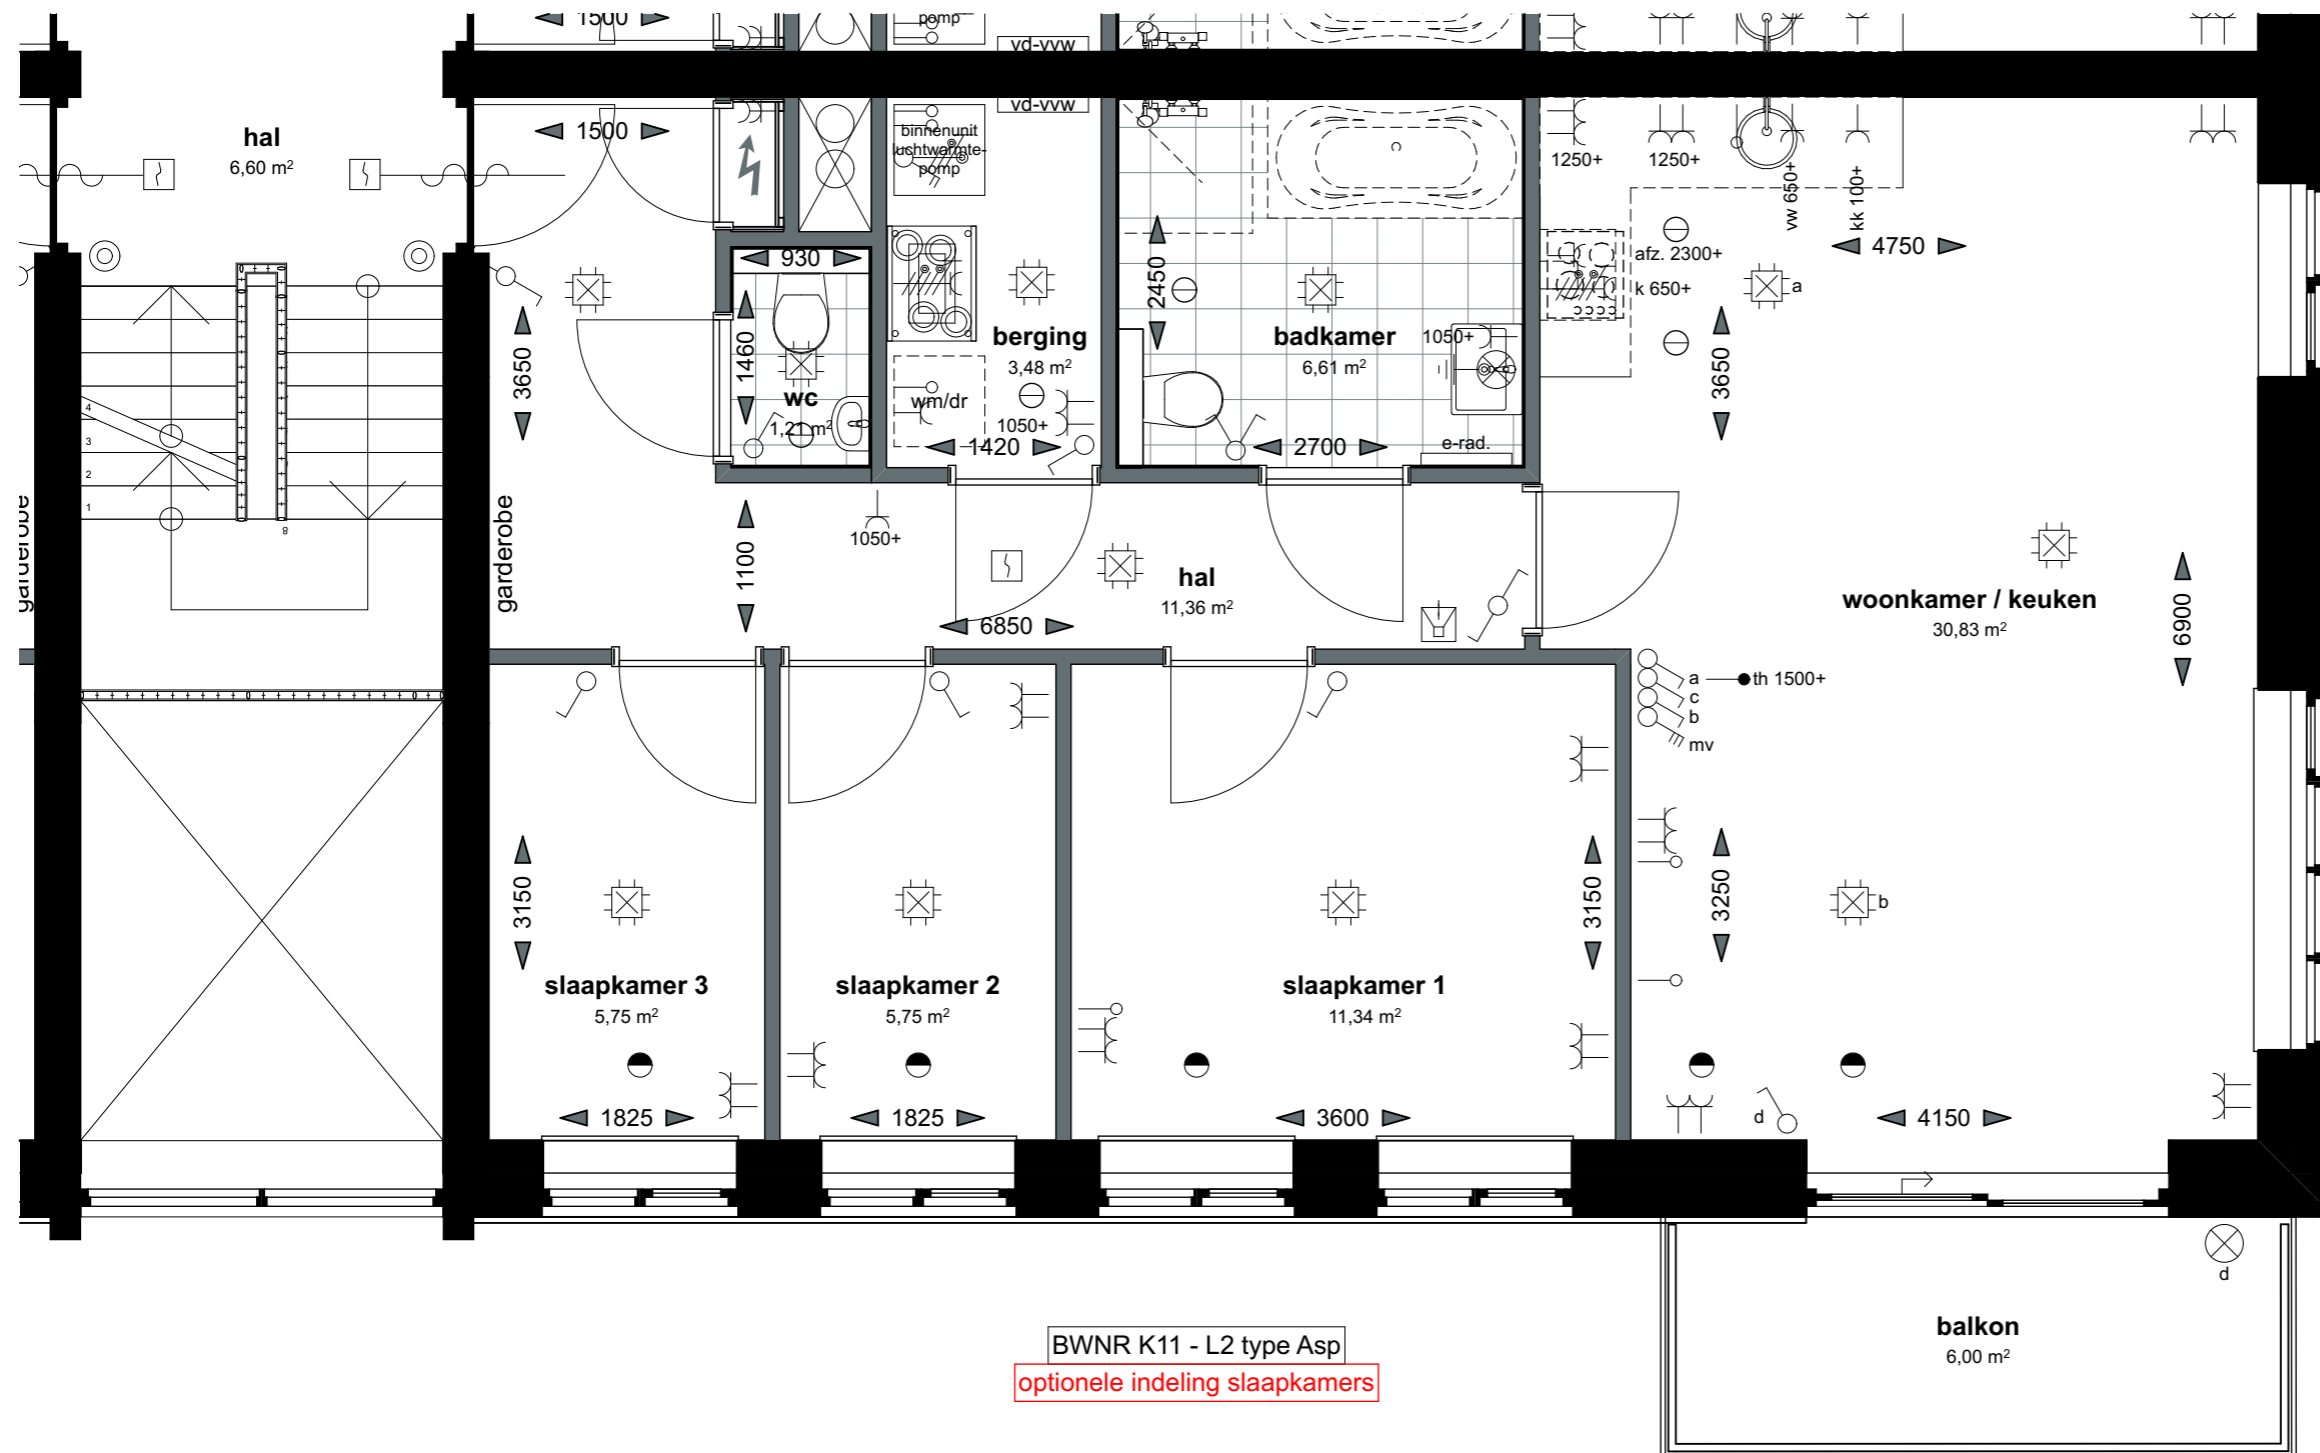 1500
pomp
vd-vvw
vd-vvw
hal
6,60 m²
1500
binnenunit
luchtwarmte-
pomp
1250+
1250+
vw 650+
kk 100+
afz. 2300+
k 650+
4750
a
930
2450
3650
1460
berging
3,48 m²
badkamer
6,61 m²
1050+
3650
wc
1,21 m²
wm/dr
1050+
1420
2700
e-rad.
4
3
2
1
8
garderobe
garderobe
1050+
1100
hal
11,36 m²
6850
woonkamer / keuken
30,83 m²
6900
a
th 1500+
c
b
mv
3150
3150
3250
b
slaapkamer 3
5,75 m²
slaapkamer 2
5,75 m²
slaapkamer 1
11,34 m²
1825
1825
3600
d
4150
d
balkon
6,00 m²
BWNR K11 - L2 type Asp
optionele indeling slaapkamers